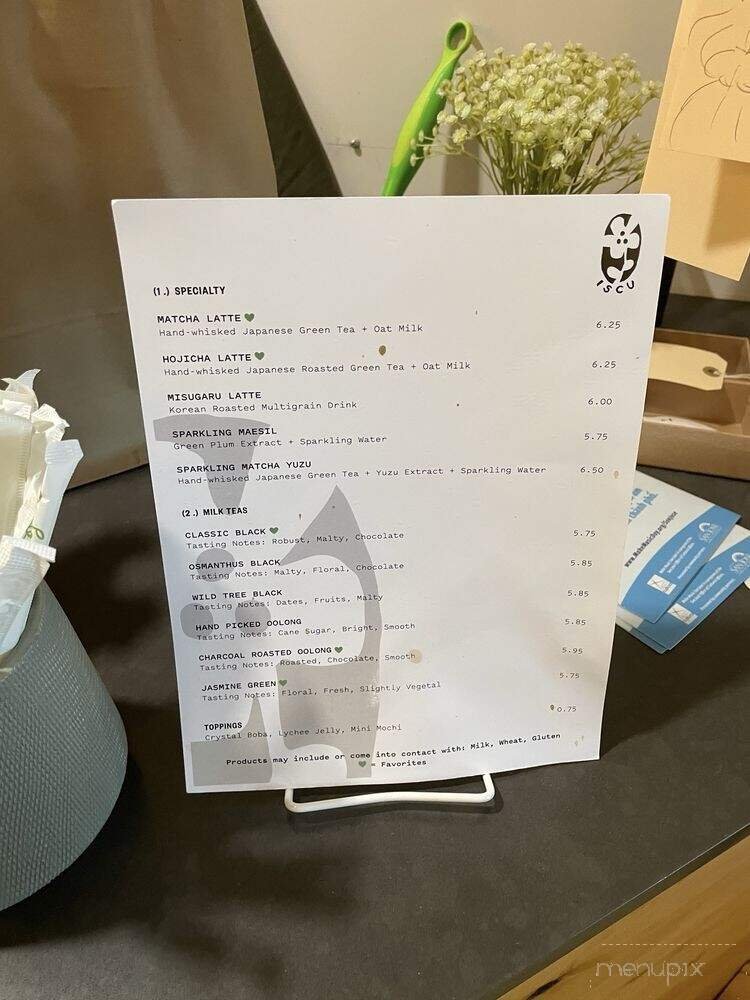 ISCU
(1.) SPECIALTY
MATCHA LATTE
Hand-whisked Japanese Green Tea + Oat Milk 6.25
HOJICHA LATTE
Hand-whisked Japanese Roasted Green Tea + Oat Milk 6.25
MISUGARU LATTE
Korean Roasted Multigrain Drink 6.00
SPARKLING MAESIL
Green Plum Extract + Sparkling Water 5.75
SPARKLING MATCHA YUZU
Hand-whisked Japanese Green Tea + Yuzu Extract + Sparkling Water 6.50
(2.) MILK TEAS
CLASSIC BLACK 5.75
Tasting Notes: Robust, Malty, Chocolate
OSMANTHUS BLACK 5.85
Tasting Notes: Malty, Floral, Chocolate
WILD TREE BLACK 5.85
Tasting Notes: Dates, Fruits, Malty
HAND PICKED OOLONG 5.85
Tasting Notes: Cane Sugar, Bright, Smooth
CHARCOAL ROASTED OOLONG 5.95
Tasting Notes: Roasted, Chocolate, Smooth
JASMINE GREEN 5.75
Tasting Notes: Floral, Fresh, Slightly Vegetal
TOPPINGS 0.75
Crystal Boba, Lychee Jelly, Mini Mochi
Products may include or come into contact with: Milk, Wheat, Gluten
= Favorites
thành phố.
menupix